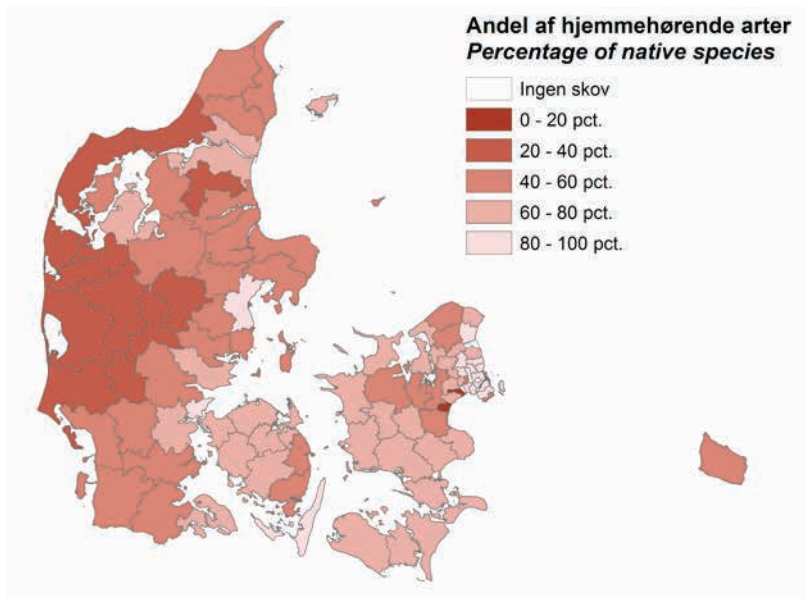 Andel af hjemmehørende arter
Percentage of native species
Ingen skov
0 - 20 pct.
20 - 40 pct.
40 - 60 pct.
60 - 80 pct.
80 - 100 pct.